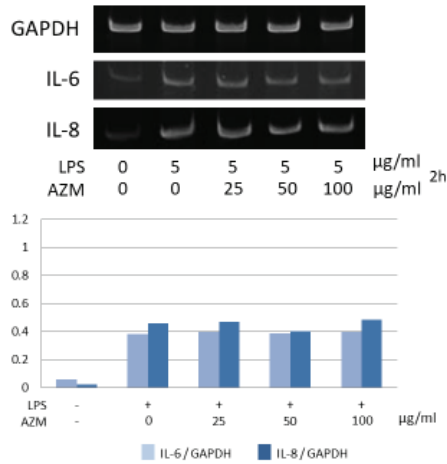 GAPDH
IL-6
IL-8
LPS 0 5 5 5 5 μg/ml
AZM 0 0 25 50 100 μg/ml 2h
1.2
1
0.8
0.6
0.4
0.2
0
LPS - + + + +
AZM - 0 25 50 100 μg/ml
IL-6/GAPDH IL-8/GAPDH